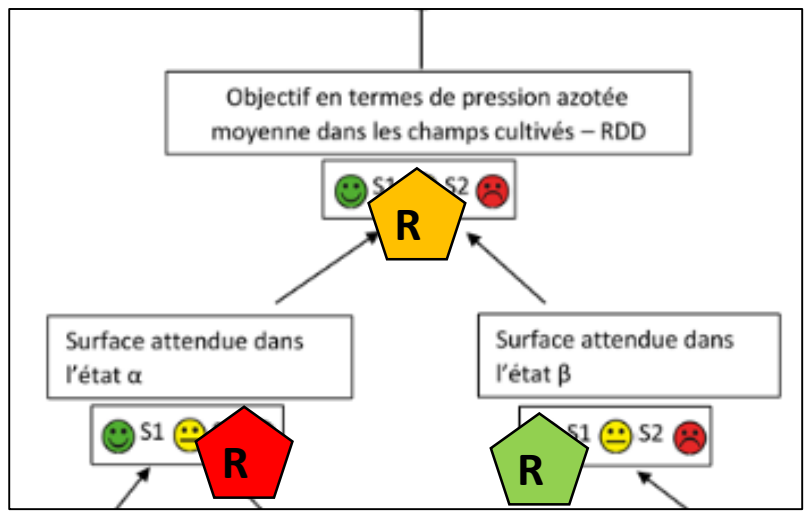 Objectif en termes de pression azotée
moyenne dans les champs cultivés – RDD
S1 S2
R
Surface attendue dans
l'état α
Surface attendue dans
l'état β
S1
S1 S2
R
R